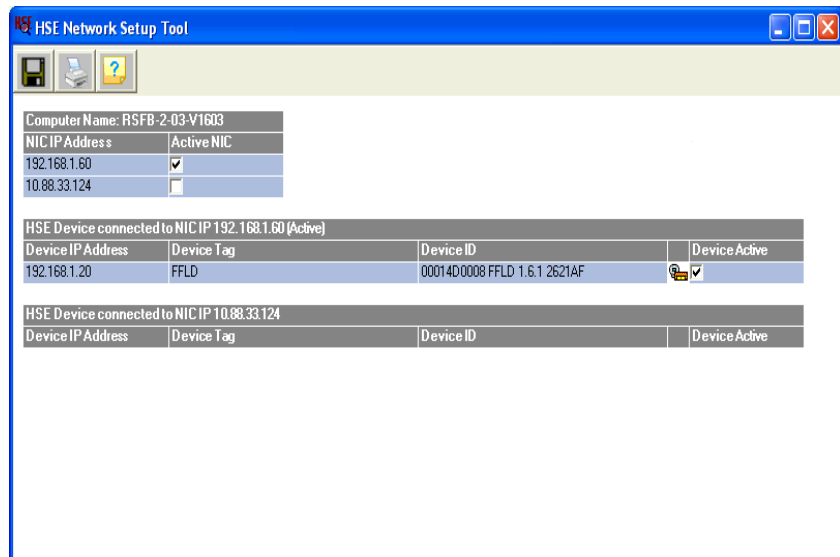 HSE Network Setup Tool
Computer Name: RSFB-2-03-V1603
NIC IP Address Active NIC
192.168.1.60
10.88.33.124
HSE Device connected to NIC IP 192.168.1.60 (Active)
Device IP Address Device Tag Device ID Device Active
192.168.1.20 FFLD 00014D0008 FFLD 1.6.1 2621AF
HSE Device connected to NIC IP 10.88.33.124
Device IP Address Device Tag Device ID Device Active